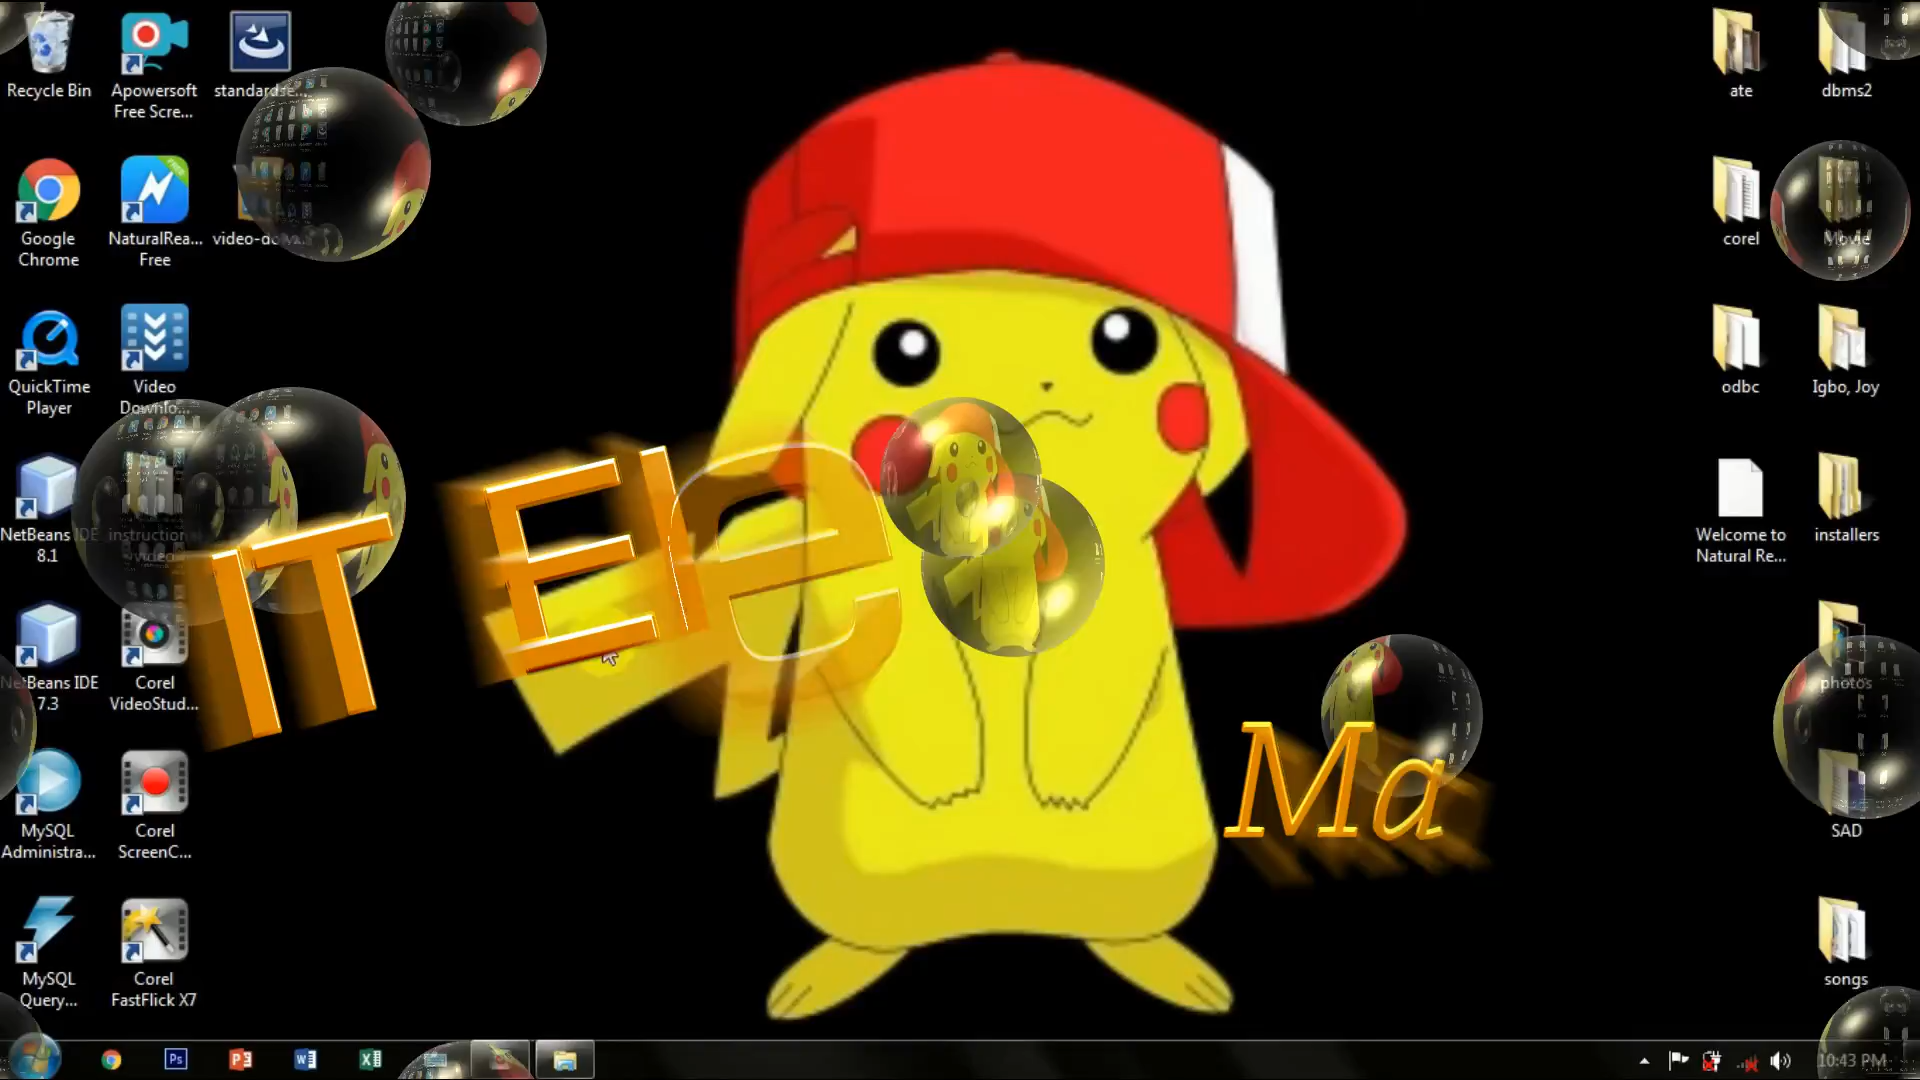 Recycle Bin
Apowersoft
Free Scre...
standardse...
Google
Chrome
NaturalRea...
Free
QuickTime
Player
Video
Downlo...
NetBeans IDE
8.1
instructional
video
NetBeans IDE
7.3
Corel
VideoStud...
MySQL
Administra...
Corel
ScreenC...
MySQL
Query...
Corel
FastFlick X7
IT Ele
Ma
ate
dbms2
corel
Movie
odbc
Igbo, Joy
Welcome to
Natural Re...
installers
photos
SAD
songs
10:43 PM